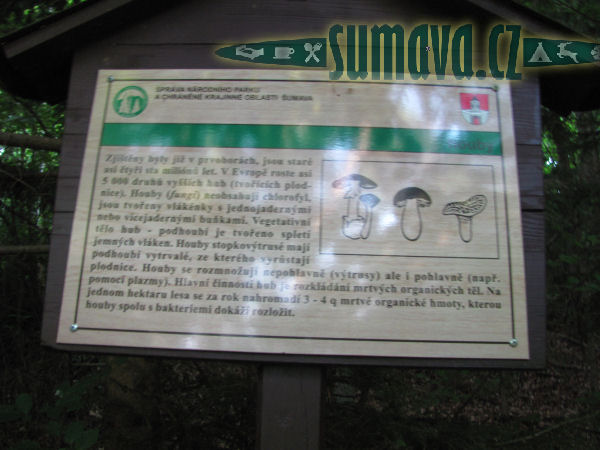 sumava.cz
SPRÁVA NÁRODNÍHO PARKU
A CHRÁNĚNÉ KRAJINNÉ OBLASTI ŠUMAVA
Houby
Zjištěny byly již v prvohorách, jsou staré
asi čtyři sta miliónů let. V Evropě roste asi
5 000 druhů vyšších hub (tvořících plod-
nice). Houby (fungi) neobsahují chlorofyl,
jsou tvořeny vlákénky s jednojadernými
nebo vícejadernými buňkami. Vegetativní
tělo hub - podhoubí je tvořeno spletí
jemných vláken. Houby stopkovýtrusé mají
podhoubí vytrvalé, ze kterého vyrůstají
plodnice. Houby se rozmnožují nepohlavně (výtrusy) ale i pohlavně (např.
pomocí plazmy). Hlavní činností hub je rozkládání mrtvých organických těl. Na
jednom hektaru lesa se za rok nahromadí 3 - 4 q mrtvé organické hmoty, kterou
houby spolu s bakteriemi dokáží rozložit.